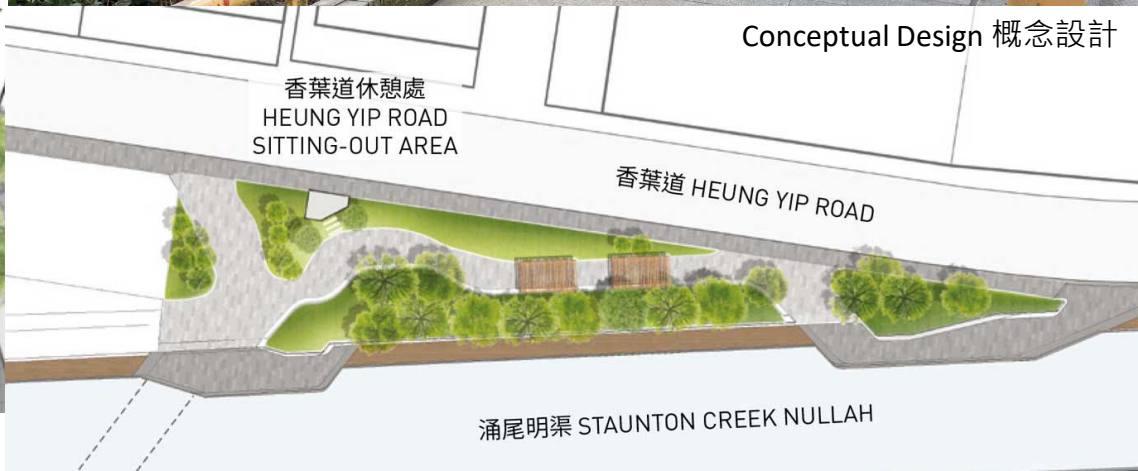 Conceptual Design 概念設計
香葉道休憩處
HEUNG YIP ROAD
SITTING-OUT AREA
香葉道 HEUNG YIP ROAD
涌尾明渠 STAUNTON CREEK NULLAH